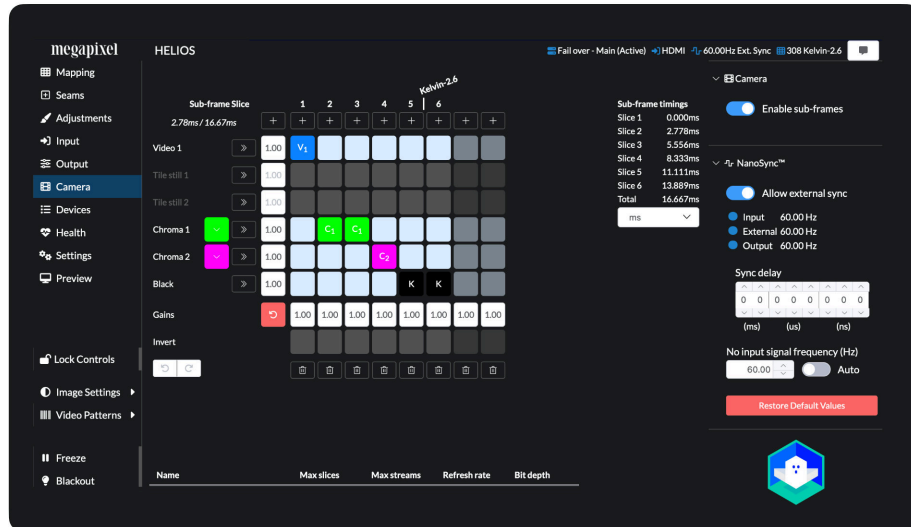 megapixel
HELIOS
Fail over - Main (Active) HDMI 60.00Hz Ext. Sync 308 Kelvin-2.6
Mapping
Seams
Adjustments
Input
Output
Camera
Devices
Health
Settings
Preview
Lock Controls
Image Settings
Video Patterns
Freeze
Blackout
Kelvin-2.6
Sub-frame Slice 1 2 3 4 5 6
2.78ms / 16.67ms + + + + + + + + +
Video 1 1.00 V1
Tile still 1 1.00
Tile still 2 1.00
Chroma 1 1.00 C1 C1
Chroma 2 1.00 C2
Black 1.00 K K
Gains 1.00 1.00 1.00 1.00 1.00 1.00 1.00 1.00
Invert
Name Max slices Max streams Refresh rate Bit depth
Sub-frame timings
Slice 1 0.000ms
Slice 2 2.778ms
Slice 3 5.556ms
Slice 4 8.333ms
Slice 5 11.111ms
Slice 6 13.889ms
Total 16.667ms
ms
Camera
Enable sub-frames
NanoSync™
Allow external sync
Input 60.00 Hz
External 60.00 Hz
Output 60.00 Hz
Sync delay
0 0 0 0 0 0 0 0
(ms) (us) (ns)
No input signal frequency (Hz)
60.00 Auto
Restore Default Values